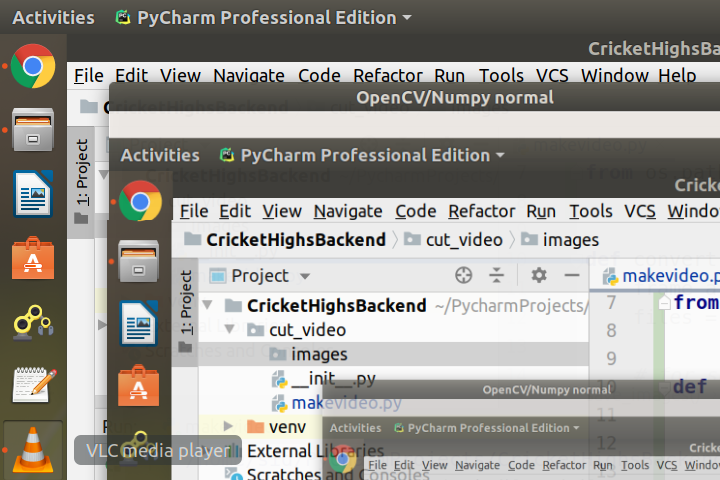 Activities PyCharm Professional Edition
CricketHighsBackend
File Edit View Navigate Code Refactor Run Tools VCS Window Help
OpenCV/Numpy normal
1: Project
Activities PyCharm Professional Edition
Cricke
File Edit View Navigate Code Refactor Run Tools VCS Windo
CricketHighsBackend cut_video images
1: Project
Project
makevideo.p
CricketHighsBackend ~/PycharmProjects/
7 from
cut_video
8
images
9
__init__.py
10 def
makevideo.py
OpenCV/Numpy normal
11
venv
Activities PyCharm Professional Edition
12
VLC media player
External Libraries
Cricke
File Edit View Navigate Code Refactor Run Tools VCS Windo
Scratches and Consoles